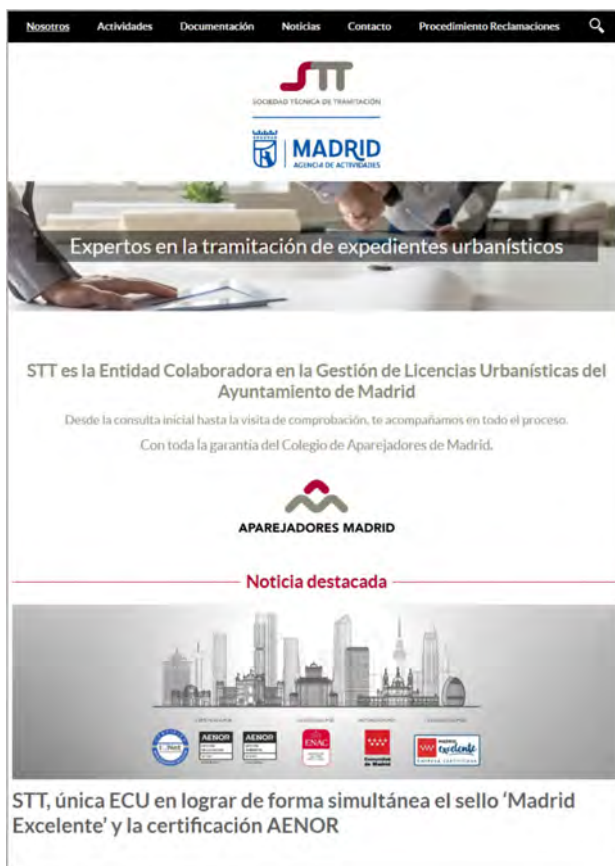 Nosotros Actividades Documentación Noticias Contacto Procedimiento Reclamaciones
STT
SOCIEDAD TÉCNICA DE TRAMITACIÓN
MADRID
AGENCIA DE ACTIVIDADES
Expertos en la tramitación de expedientes urbanísticos
STT es la Entidad Colaboradora en la Gestión de Licencias Urbanísticas del
Ayuntamiento de Madrid
Desde la consulta inicial hasta la visita de comprobación, te acompañamos en todo el proceso.
Con toda la garantía del Colegio de Aparejadores de Madrid.
APAREJADORES MADRID
Noticia destacada
AENOR AENOR ENAC excelente
Comunidad
de Madrid
STT, única ECU en lograr de forma simultánea el sello ‘Madrid
Excelente’ y la certificación AENOR